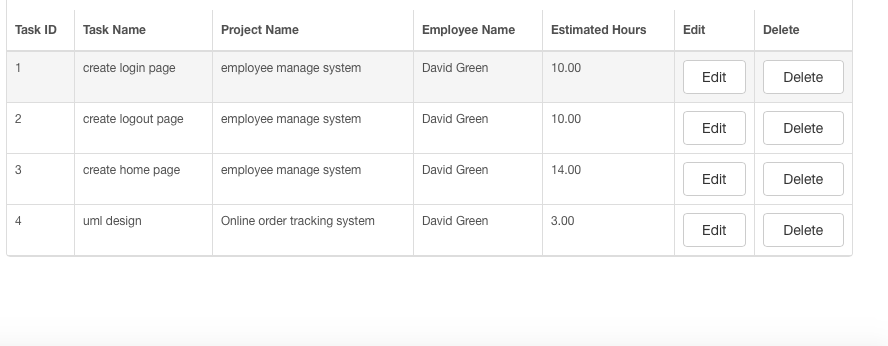 Task ID Task Name Project Name Employee Name Estimated Hours Edit Delete
1 create login page employee manage system David Green 10.00 Edit Delete
2 create logout page employee manage system David Green 10.00 Edit Delete
3 create home page employee manage system David Green 14.00 Edit Delete
4 uml design Online order tracking system David Green 3.00 Edit Delete